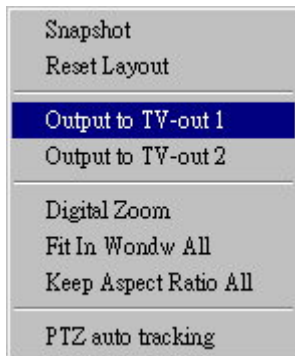 Snapshot
Reset Layout
Output to TV-out 1
Output to TV-out 2
Digital Zoom
Fit In Wondw All
Keep Aspect Ratio All
PTZ auto tracking